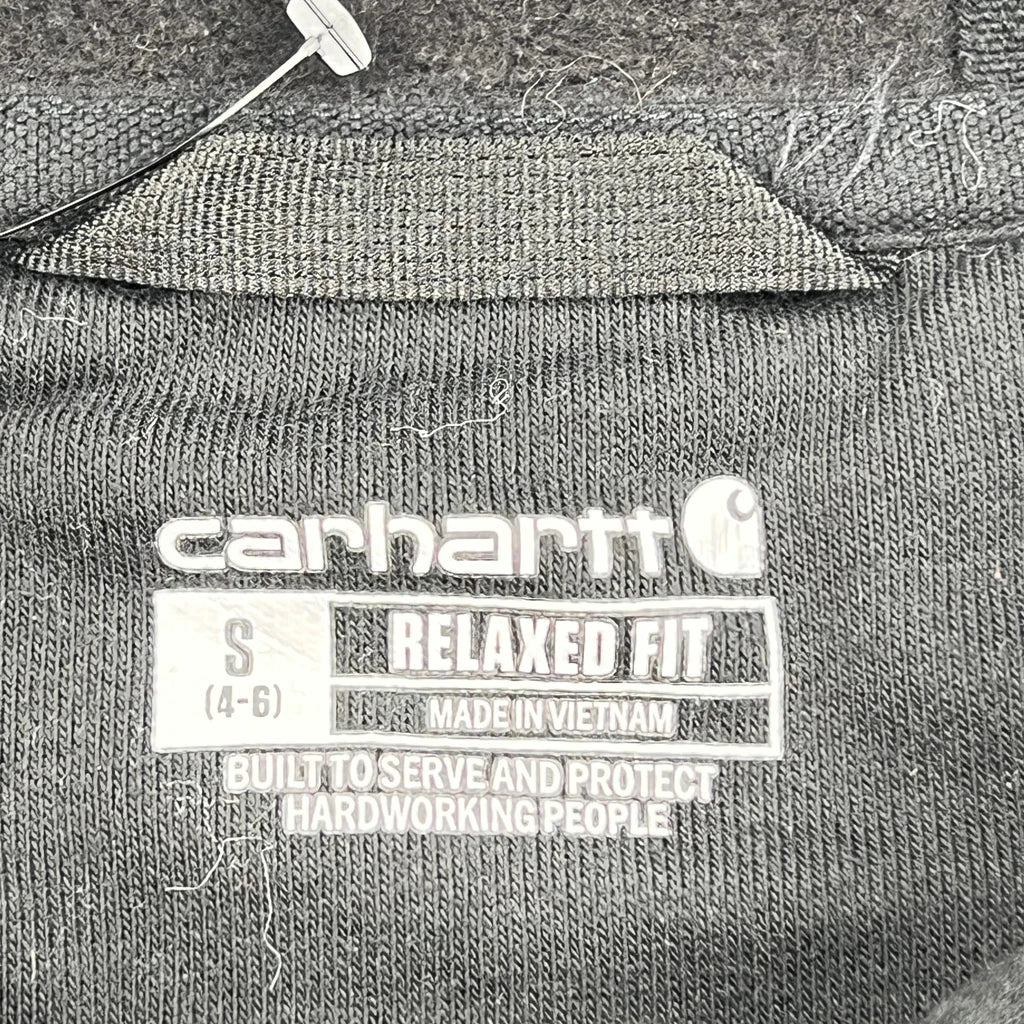 carhartt
S
(4-6)
RELAXED FIT
MADE IN VIETNAM
BUILT TO SERVE AND PROTECT
HARDWORKING PEOPLE